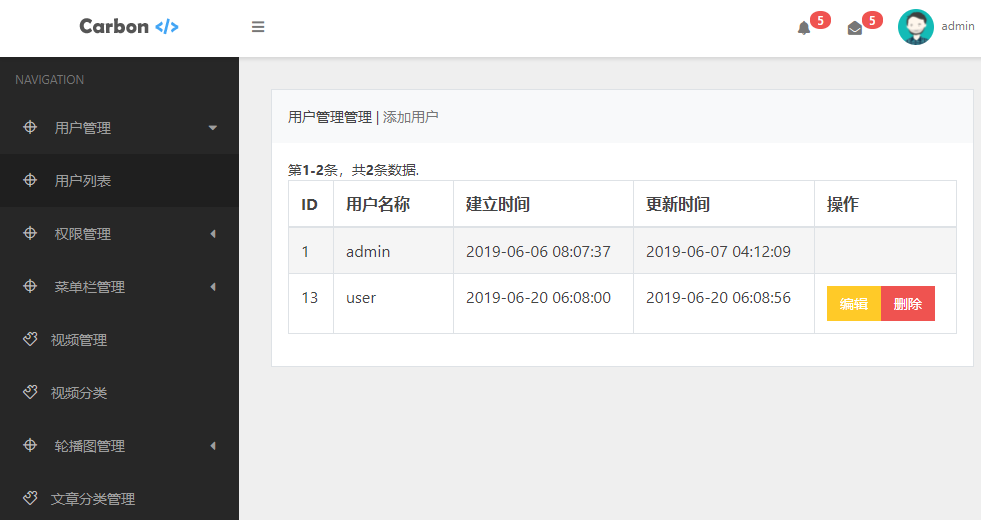 Carbon </>
5
5
admin
NAVIGATION
用户管理
用户列表
权限管理
菜单栏管理
视频管理
视频分类
轮播图管理
文章分类管理
用户管理管理 | 添加用户
第1-2条，共2条数据.
ID 用户名称 建立时间 更新时间 操作
1 admin 2019-06-06 08:07:37 2019-06-07 04:12:09
13 user 2019-06-20 06:08:00 2019-06-20 06:08:56 编辑 删除